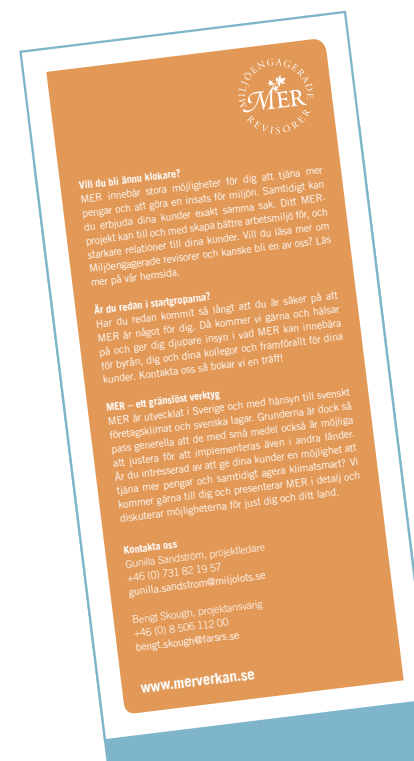 MILJÖENGAGERADE
MER
REVISORER
Vill du bli ännu klokare?
MER innebär stora möjligheter för dig att tjäna mer
pengar och att göra en insats för miljön. Samtidigt kan
du erbjuda dina kunder exakt samma sak. Ditt MER-
projekt kan till och med skapa bättre arbetsmiljö för, och
starkare relationer till dina kunder. Vill du läsa mer om
Miljöengagerade revisorer och kanske bli en av oss? Läs
mer på vår hemsida.
Är du redan i startgroparna?
Har du redan kommit så långt att du är säker på att
MER är något för dig. Då kommer vi gärna och hälsar
på och ger dig djupare insyn i vad MER kan innebära
för byrån, dig och dina kollegor och framförallt för dina
kunder. Kontakta oss så bokar vi en träff!
MER – ett gränslöst verktyg
MER är utvecklat i Sverige och med hänsyn till svenskt
företagsklimat och svenska lagar. Grunderna är dock så
pass generella att de med små medel också är möjliga
att justera för att implementeras även i andra länder.
Är du intresserad av att ge dina kunder en möjlighet att
tjäna mer pengar och samtidigt agera klimatsmart? Vi
kommer gärna till dig och presenterar MER i detalj och
diskuterar möjligheterna för just dig och ditt land.
Kontakta oss
Gunilla Sandström, projektledare
+46 (0) 731 82 19 57
gunilla.sandstrom@miljolots.se
Bengt Skough, projektansvarig
+46 (0) 8 506 112 00
bengt.skough@farsrs.se
www.merverkan.se